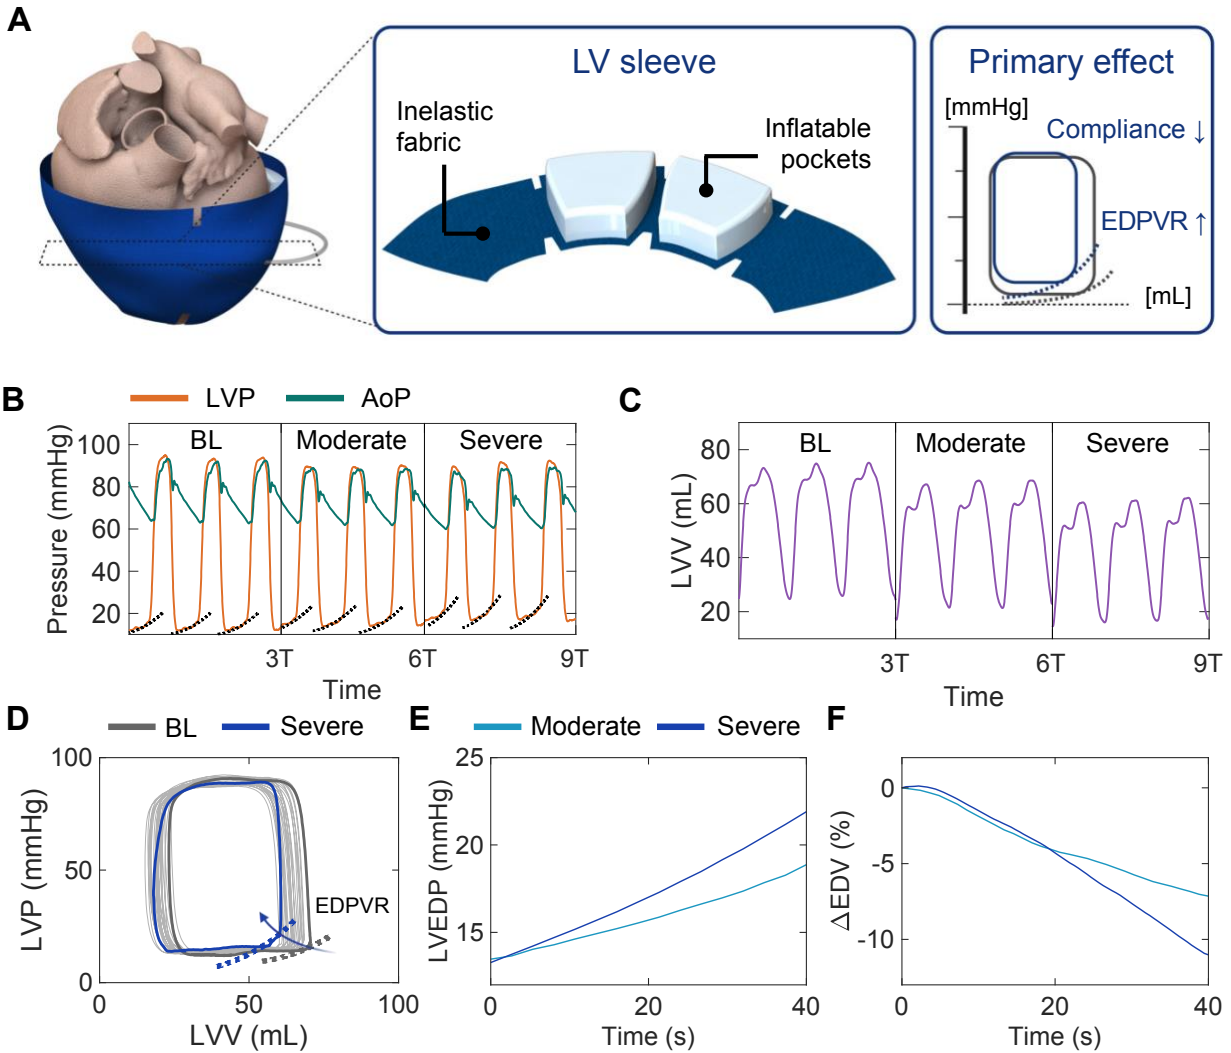 A
LV sleeve
Inelastic
fabric
Inflatable
pockets
Primary effect
[mmHg]
Compliance ↓
EDPVR ↑
[mL]
B
LVP
AoP
Pressure (mmHg)
100
80
60
40
20
BL
Moderate
Severe
3T
6T
9T
Time
C
LVV (mL)
80
60
40
20
BL
Moderate
Severe
3T
6T
9T
Time
D
BL
Severe
LVP (mmHg)
100
50
0
EDPVR
0
50
100
LVV (mL)
E
Moderate
Severe
LVEDP (mmHg)
25
20
15
0
20
40
Time (s)
F
ΔEDV (%)
0
-5
-10
0
20
40
Time (s)